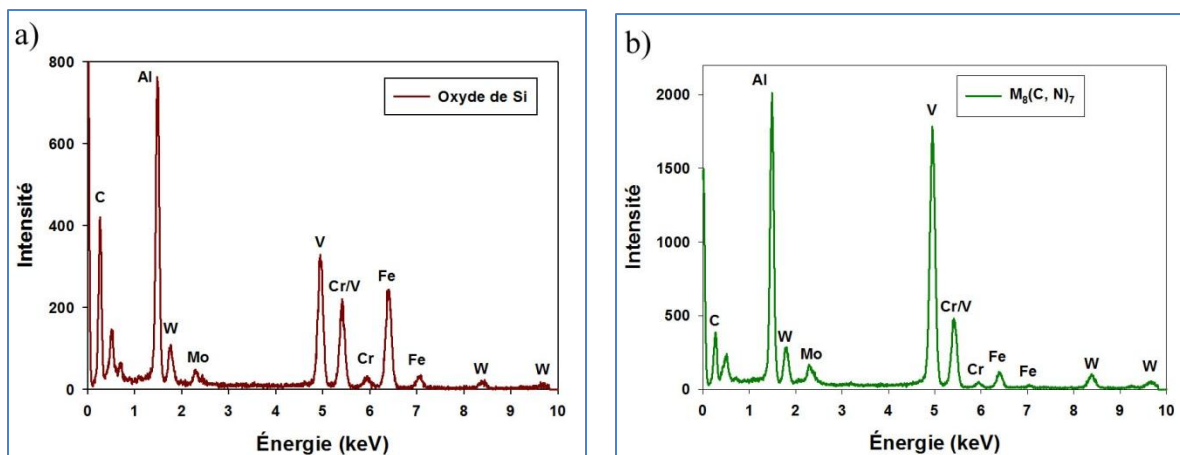 a)
800
600
400
200
0
Intensité
Al
C
W
Mo
V
Cr/V
Cr
Fe
Fe
W
W
Oxyde de Si
0 1 2 3 4 5 6 7 8 9 10
Énergie (keV)
b)
2000
1500
1000
500
0
Intensité
Al
C
W
Mo
V
Cr/V
Cr
Fe
Fe
W
W
M₈(C, N)₇
0 1 2 3 4 5 6 7 8 9 10
Énergie (keV)